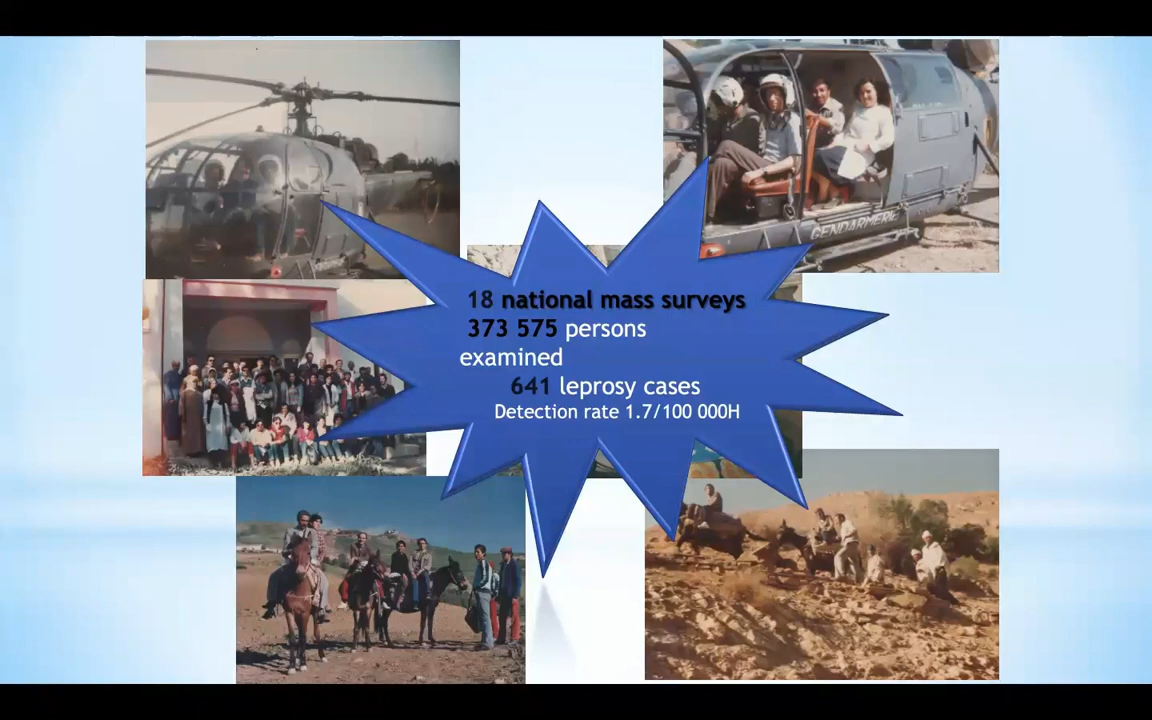 GENDARMERIE
18 national mass surveys
373 575 persons
examined
641 leprosy cases
Detection rate 1.7/100 000H